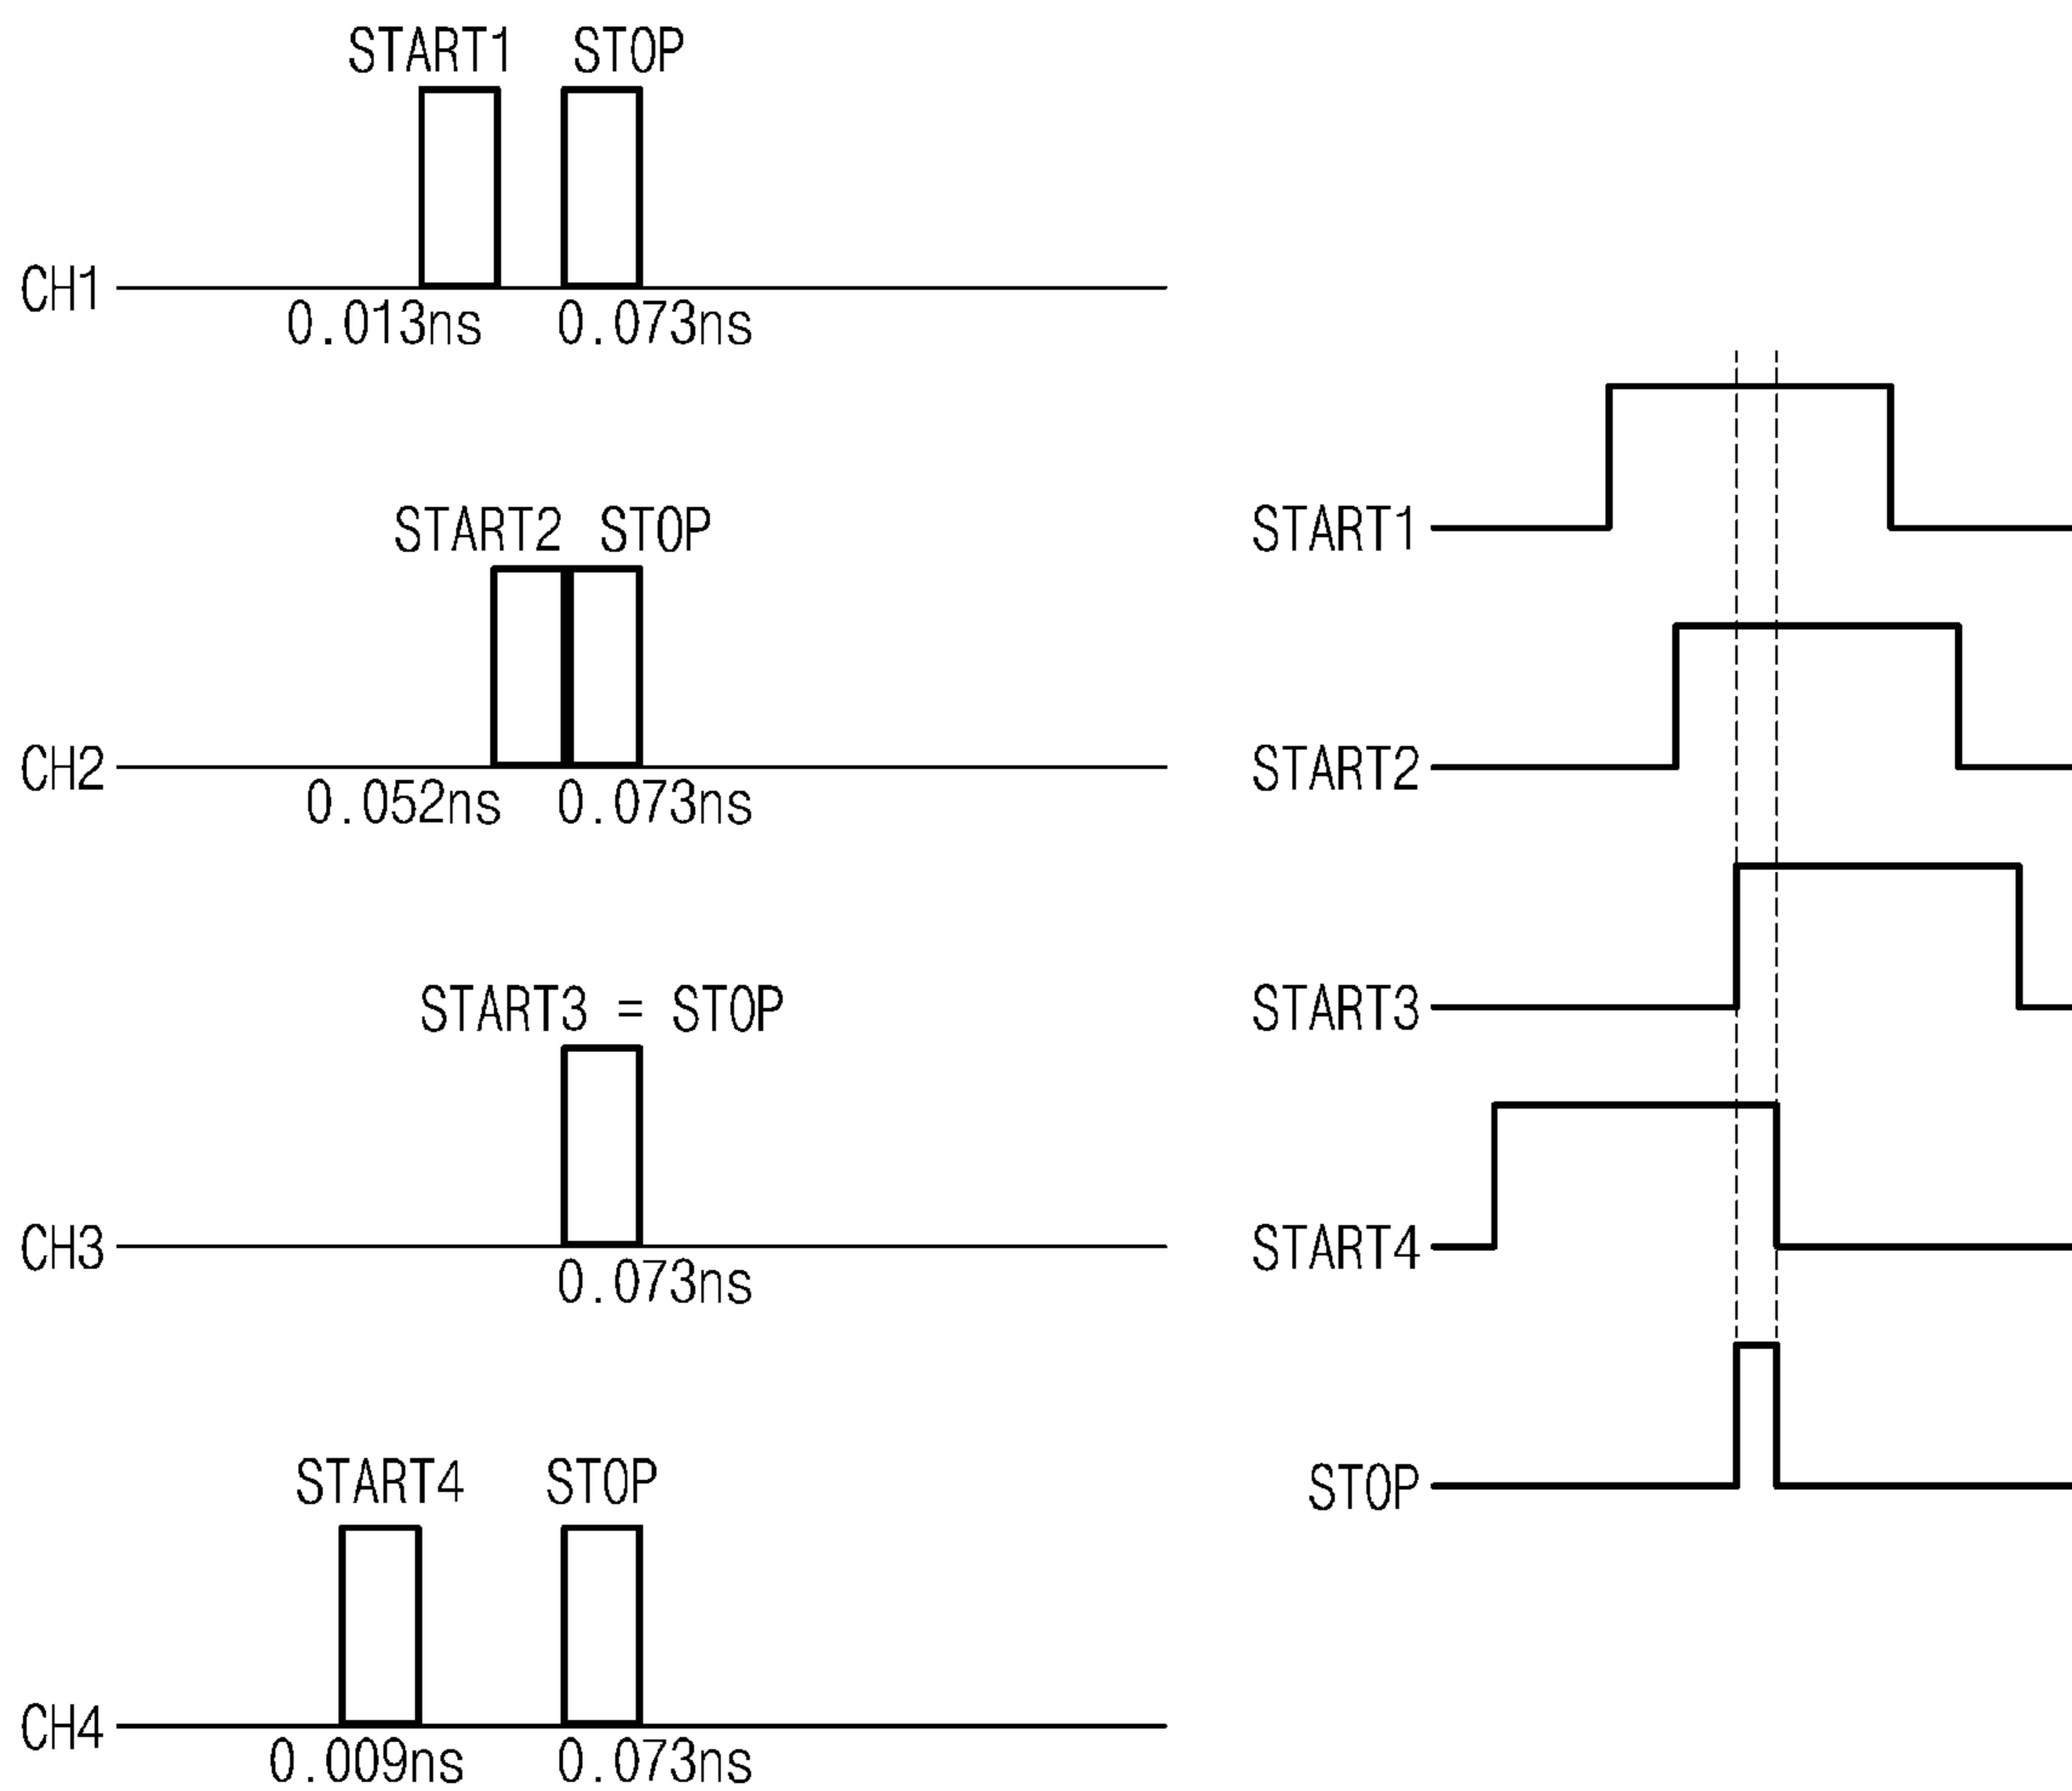 START1 STOP
CH1
0.013ns 0.073ns
START2 STOP
CH2
0.052ns 0.073ns
START3 = STOP
CH3
0.073ns
START4 STOP
CH4
0.009ns 0.073ns
START1
START2
START3
START4
STOP